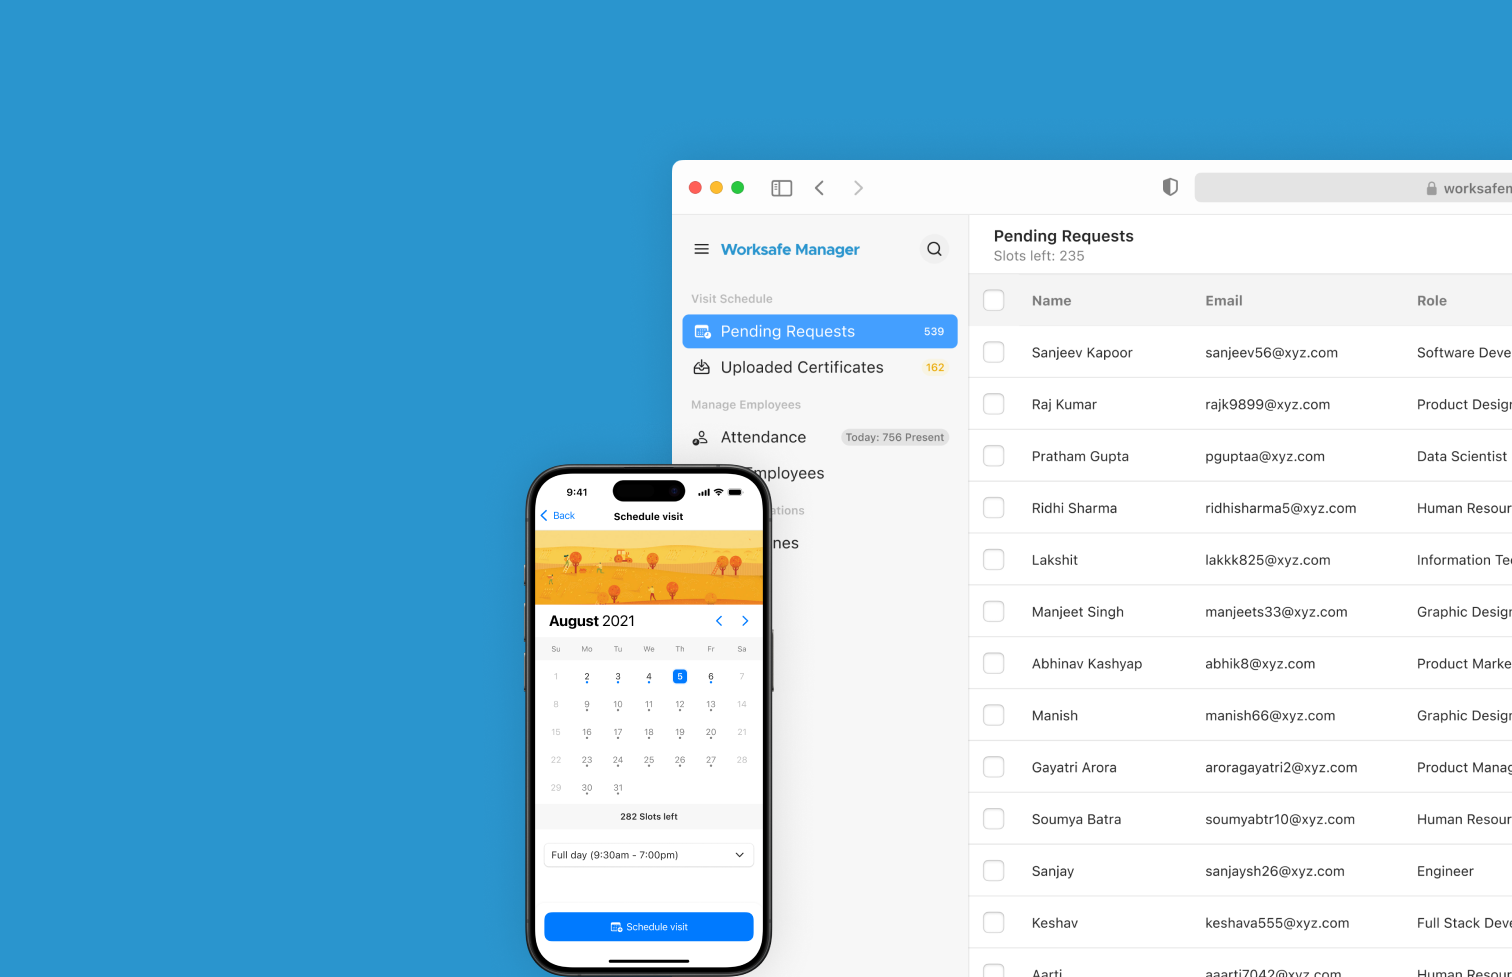 worksafem
Worksafe Manager
Visit Schedule
Pending Requests 539
Uploaded Certificates 162
Manage Employees
Attendance Today: 756 Present
mployees
ations
nes
Pending Requests
Slots left: 235
Name Email Role
Sanjeev Kapoor sanjeev56@xyz.com Software Deve
Raj Kumar rajk9899@xyz.com Product Desig
Pratham Gupta pguptaa@xyz.com Data Scientist
Ridhi Sharma ridhisharma5@xyz.com Human Resour
Lakshit lakkk825@xyz.com Information Te
Manjeet Singh manjeets33@xyz.com Graphic Desig
Abhinav Kashyap abhik8@xyz.com Product Marke
Manish manish66@xyz.com Graphic Desig
Gayatri Arora aroragayatri2@xyz.com Product Manag
Soumya Batra soumyabtr10@xyz.com Human Resour
Sanjay sanjaysh26@xyz.com Engineer
Keshav keshava555@xyz.com Full Stack Deve
Aarti aaarti7042@xyz.com Human Resour
9:41
Back Schedule visit
August 2021
Su Mo Tu We Th Fr Sa
1 2 3 4 5 6 7
8 9 10 11 12 13 14
15 16 17 18 19 20 21
22 23 24 25 26 27 28
29 30 31
282 Slots left
Full day (9:30am - 7:00pm)
Schedule visit